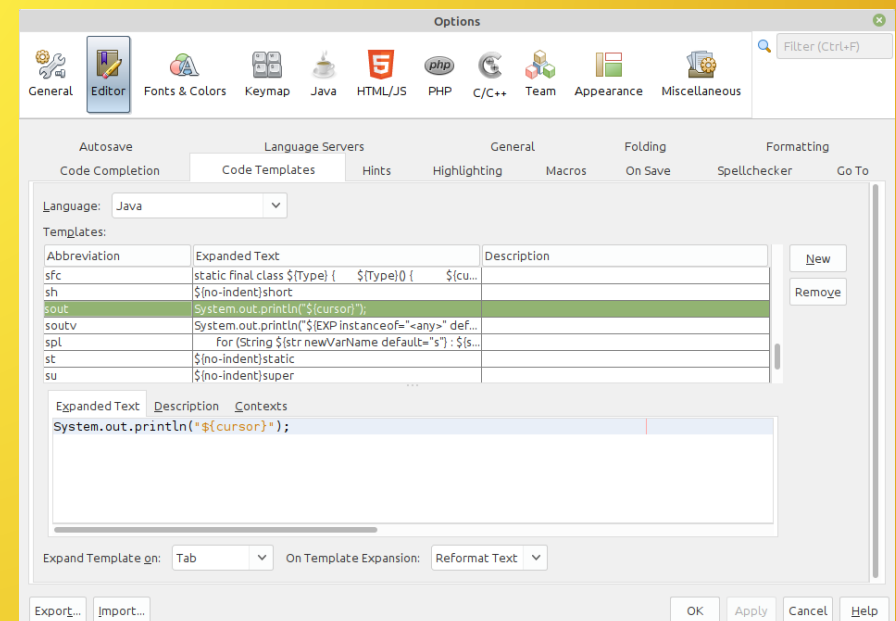 Options
Filter (Ctrl+F)
General Editor Fonts & Colors Keymap Java HTML/JS PHP C/C++ Team Appearance Miscellaneous
php
Autosave Language Servers General Folding Formatting
Code Completion Code Templates Hints Highlighting Macros On Save Spellchecker Go To
Language: Java
Templates:
Abbreviation Expanded Text Description
New
sfc static final class ${Type} { ${Type}() { ${cu...
sh ${no-indent}short
Remove
sout System.out.println("${cursor}");
soutv System.out.println("${EXP instanceof="<any>" def...
spl for (String ${str newVarName default="s"} : ${s...
st ${no-indent}static
su ${no-indent}super
Expanded Text Description Contexts
System.out.println("${cursor}");
Expand Template on: Tab On Template Expansion: Reformat Text
Export... Import... OK Apply Cancel Help